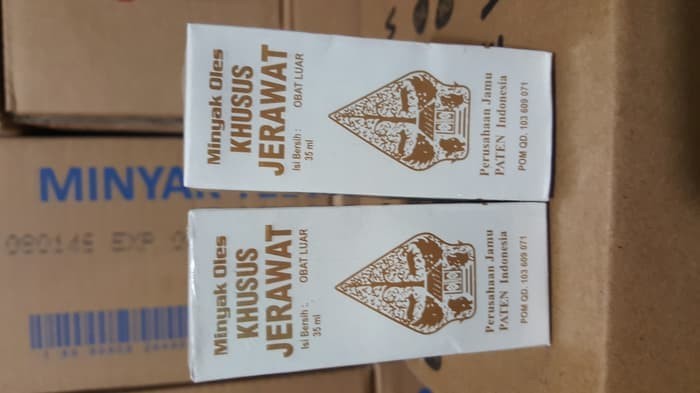 Minyak Oles
KHUSUS
JERAWAT
Isi Bersih :
35 ml
OBAT LUAR
Perusahaan Jamu
PATEN Indonesia
POM QD. 103 609 071
Minyak Oles
KHUSUS
JERAWAT
Isi Bersih :
35 ml
OBAT LUAR
Perusahaan Jamu
PATEN Indonesia
POM QD. 103 609 071
MINYAK
EXP